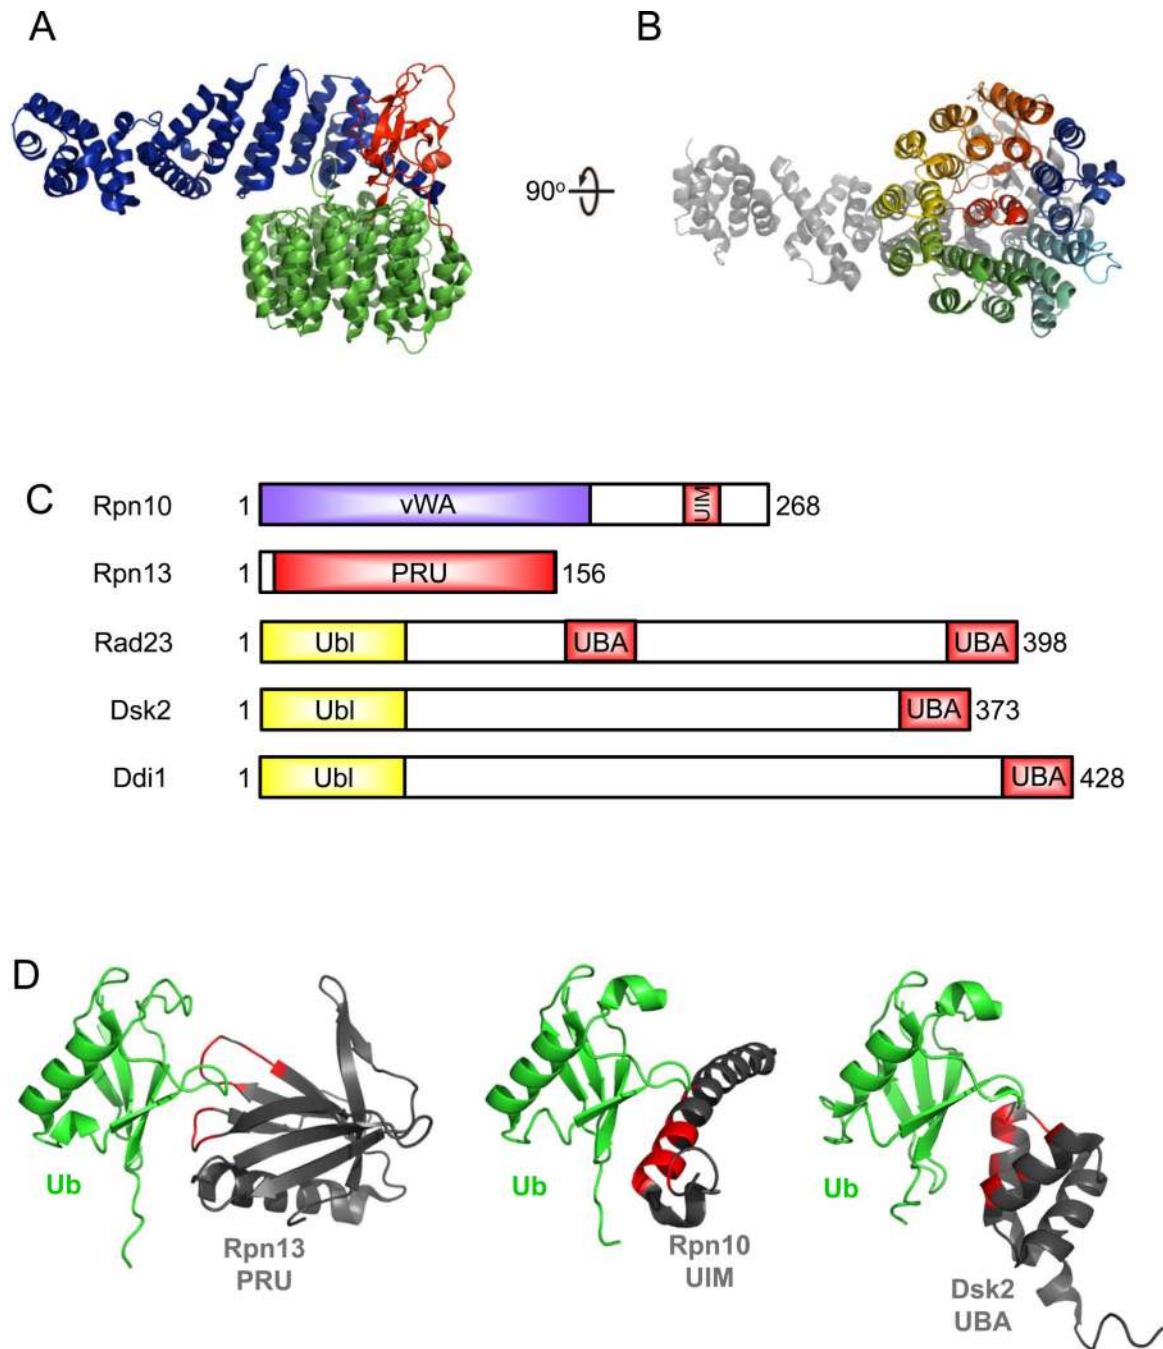 A
B
90°
C
Rpn10 1 vWA UIM 268
Rpn13 1 PRU 156
Rad23 1 Ubl UBA UBA 398
Dsk2 1 Ubl UBA 373
Ddi1 1 Ubl UBA 428
D
Ub
Rpn13
PRU
Ub
Rpn10
UIM
Ub
Dsk2
UBA